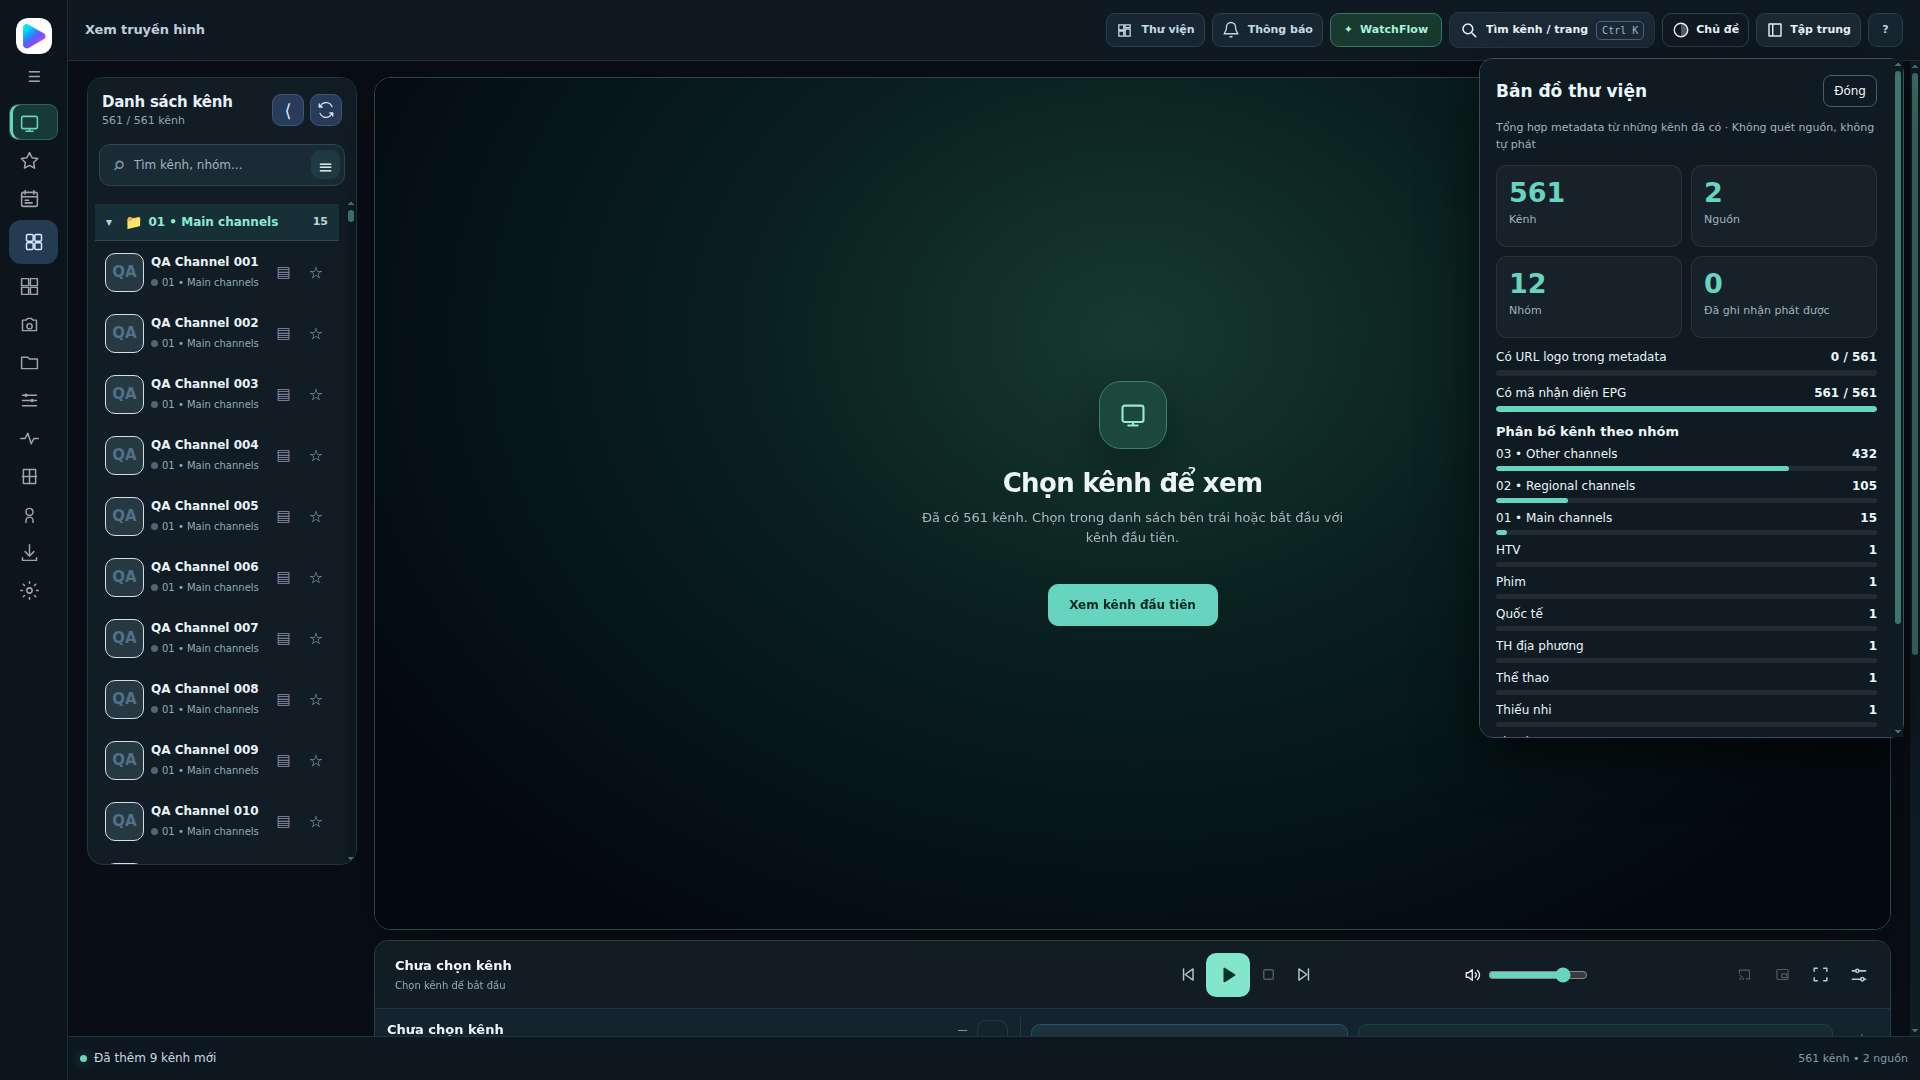 Xem truyền hình
Thư viện
Thông báo
✦ WatchFlow
Tìm kênh / trang Ctrl K
Chủ đề
Tập trung
?
Danh sách kênh
561 / 561 kênh
Tìm kênh, nhóm...
01 • Main channels 15
QA QA Channel 001
01 • Main channels
QA QA Channel 002
01 • Main channels
QA QA Channel 003
01 • Main channels
QA QA Channel 004
01 • Main channels
QA QA Channel 005
01 • Main channels
QA QA Channel 006
01 • Main channels
QA QA Channel 007
01 • Main channels
QA QA Channel 008
01 • Main channels
QA QA Channel 009
01 • Main channels
QA QA Channel 010
01 • Main channels
Chọn kênh để xem
Đã có 561 kênh. Chọn trong danh sách bên trái hoặc bắt đầu với
kênh đầu tiên.
Xem kênh đầu tiên
Bản đồ thư viện
Đóng
Tổng hợp metadata từ những kênh đã có · Không quét nguồn, không
tự phát
561
Kênh
2
Nguồn
12
Nhóm
0
Đã ghi nhận phát được
Có URL logo trong metadata 0 / 561
Có mã nhận diện EPG 561 / 561
Phân bố kênh theo nhóm
03 • Other channels 432
02 • Regional channels 105
01 • Main channels 15
HTV 1
Phim 1
Quốc tế 1
TH địa phương 1
Thể thao 1
Thiếu nhi 1
Chưa chọn kênh
Chọn kênh để bắt đầu
Chưa chọn kênh
Đã thêm 9 kênh mới
561 kênh • 2 nguồn